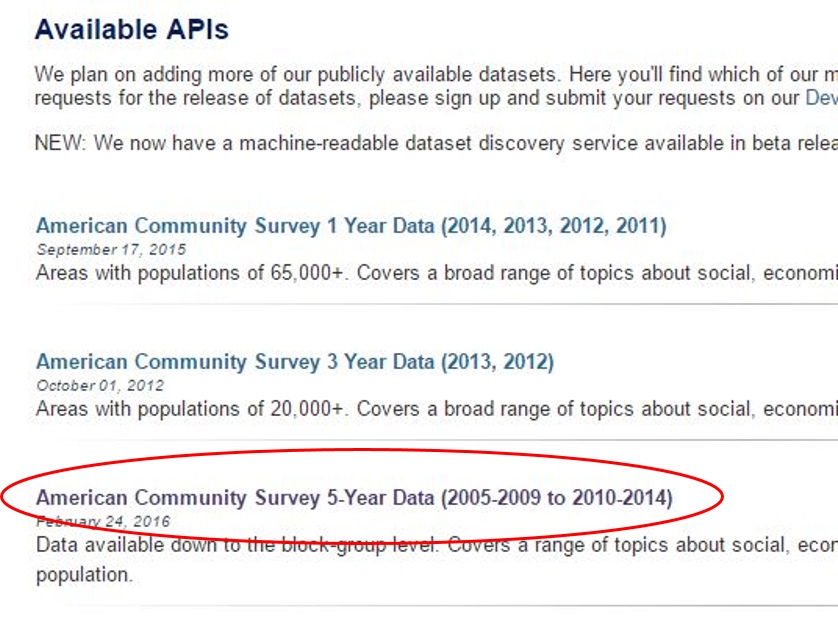 Available APIs
We plan on adding more of our publicly available datasets. Here you'll find which of our m
requests for the release of datasets, please sign up and submit your requests on our Dev
NEW: We now have a machine-readable dataset discovery service available in beta relea
American Community Survey 1 Year Data (2014, 2013, 2012, 2011)
September 17, 2015
Areas with populations of 65,000+. Covers a broad range of topics about social, economi
American Community Survey 3 Year Data (2013, 2012)
October 01, 2012
Areas with populations of 20,000+. Covers a broad range of topics about social, economi
American Community Survey 5-Year Data (2005-2009 to 2010-2014)
February 24, 2016
Data available down to the block-group level. Covers a range of topics about social, econ
population.